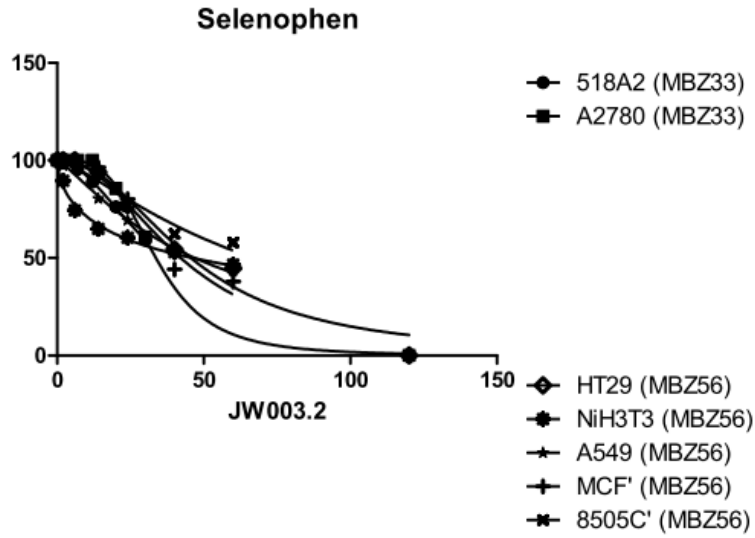 Selenophen
150
100
50
0
0
50
100
150
JW003.2
518A2 (MBZ33)
A2780 (MBZ33)
HT29 (MBZ56)
NiH3T3 (MBZ56)
A549 (MBZ56)
MCF' (MBZ56)
8505C' (MBZ56)